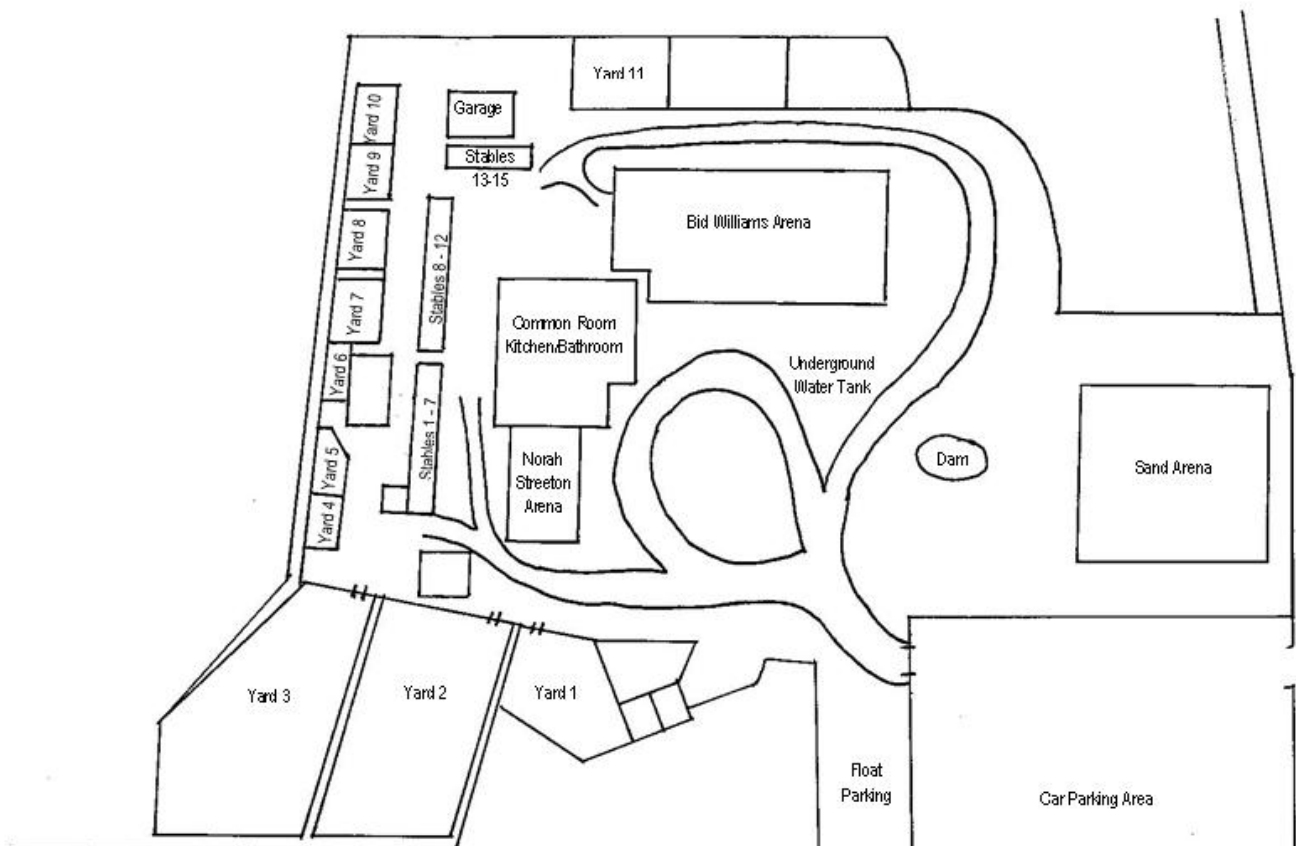 Yard 11
Garage
Yard 10
Stables
13-15
Yard 9
Bid Williams Arena
Yard 8
Stables 8 - 12
Yard 7
Common Room
Kitchen/Bathroom
Yard 6
Underground
Water Tank
Stables 1 - 7
Norah
Streeton
Arena
Dam
Sand Arena
Yard 5
Yard 4
Yard 3
Yard 2
Yard 1
Float
Parking
Car Parking Area